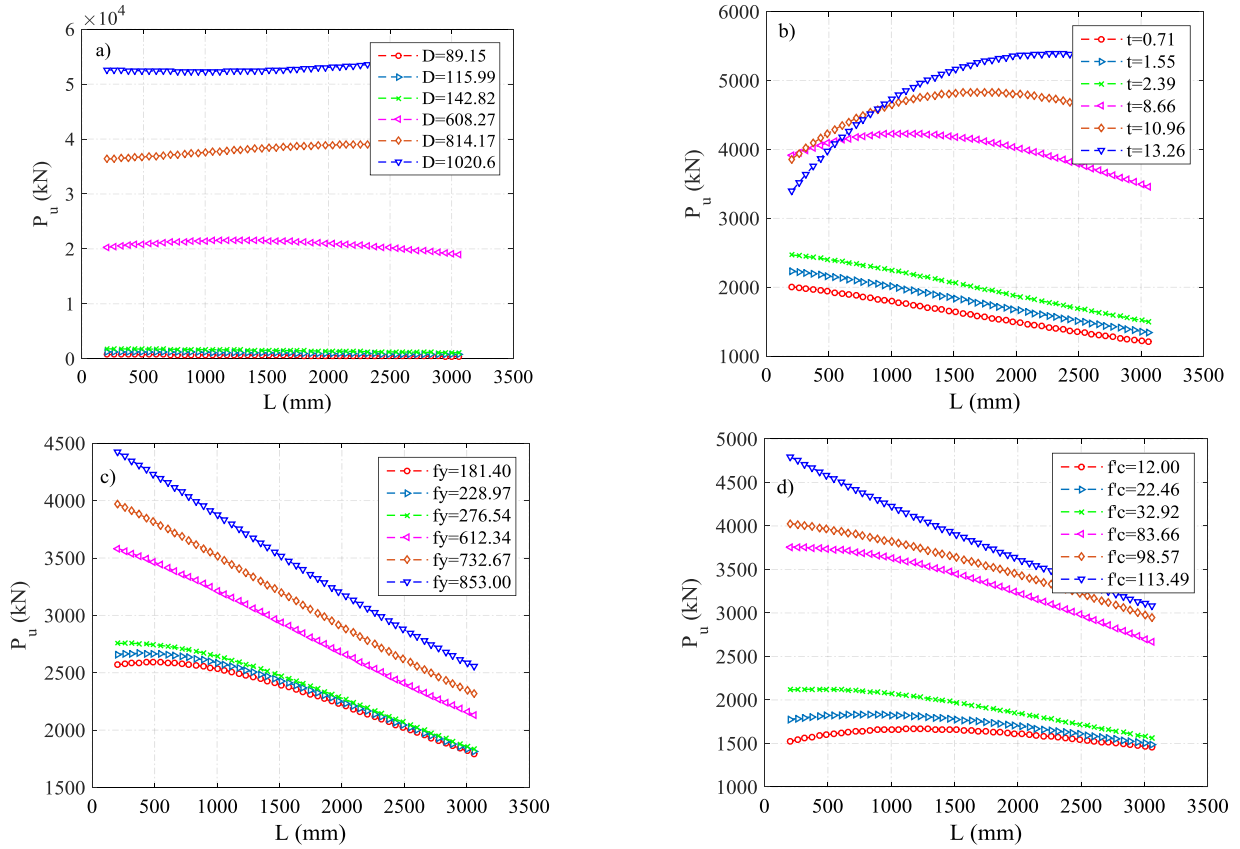 ×10⁴
a)
P_u (kN)
6
5
4
3
2
1
0
0 500 1000 1500 2000 2500 3000 3500
L (mm)
D=89.15
D=115.99
D=142.82
D=608.27
D=814.17
D=1020.6
b)
P_u (kN)
6000
5000
4000
3000
2000
1000
0 500 1000 1500 2000 2500 3000 3500
L (mm)
t=0.71
t=1.55
t=2.39
t=8.66
t=10.96
t=13.26
c)
P_u (kN)
4500
4000
3500
3000
2500
2000
1500
0 500 1000 1500 2000 2500 3000 3500
L (mm)
fy=181.40
fy=228.97
fy=276.54
fy=612.34
fy=732.67
fy=853.00
d)
P_u (kN)
5000
4500
4000
3500
3000
2500
2000
1500
1000
0 500 1000 1500 2000 2500 3000 3500
L (mm)
f'c=12.00
f'c=22.46
f'c=32.92
f'c=83.66
f'c=98.57
f'c=113.49